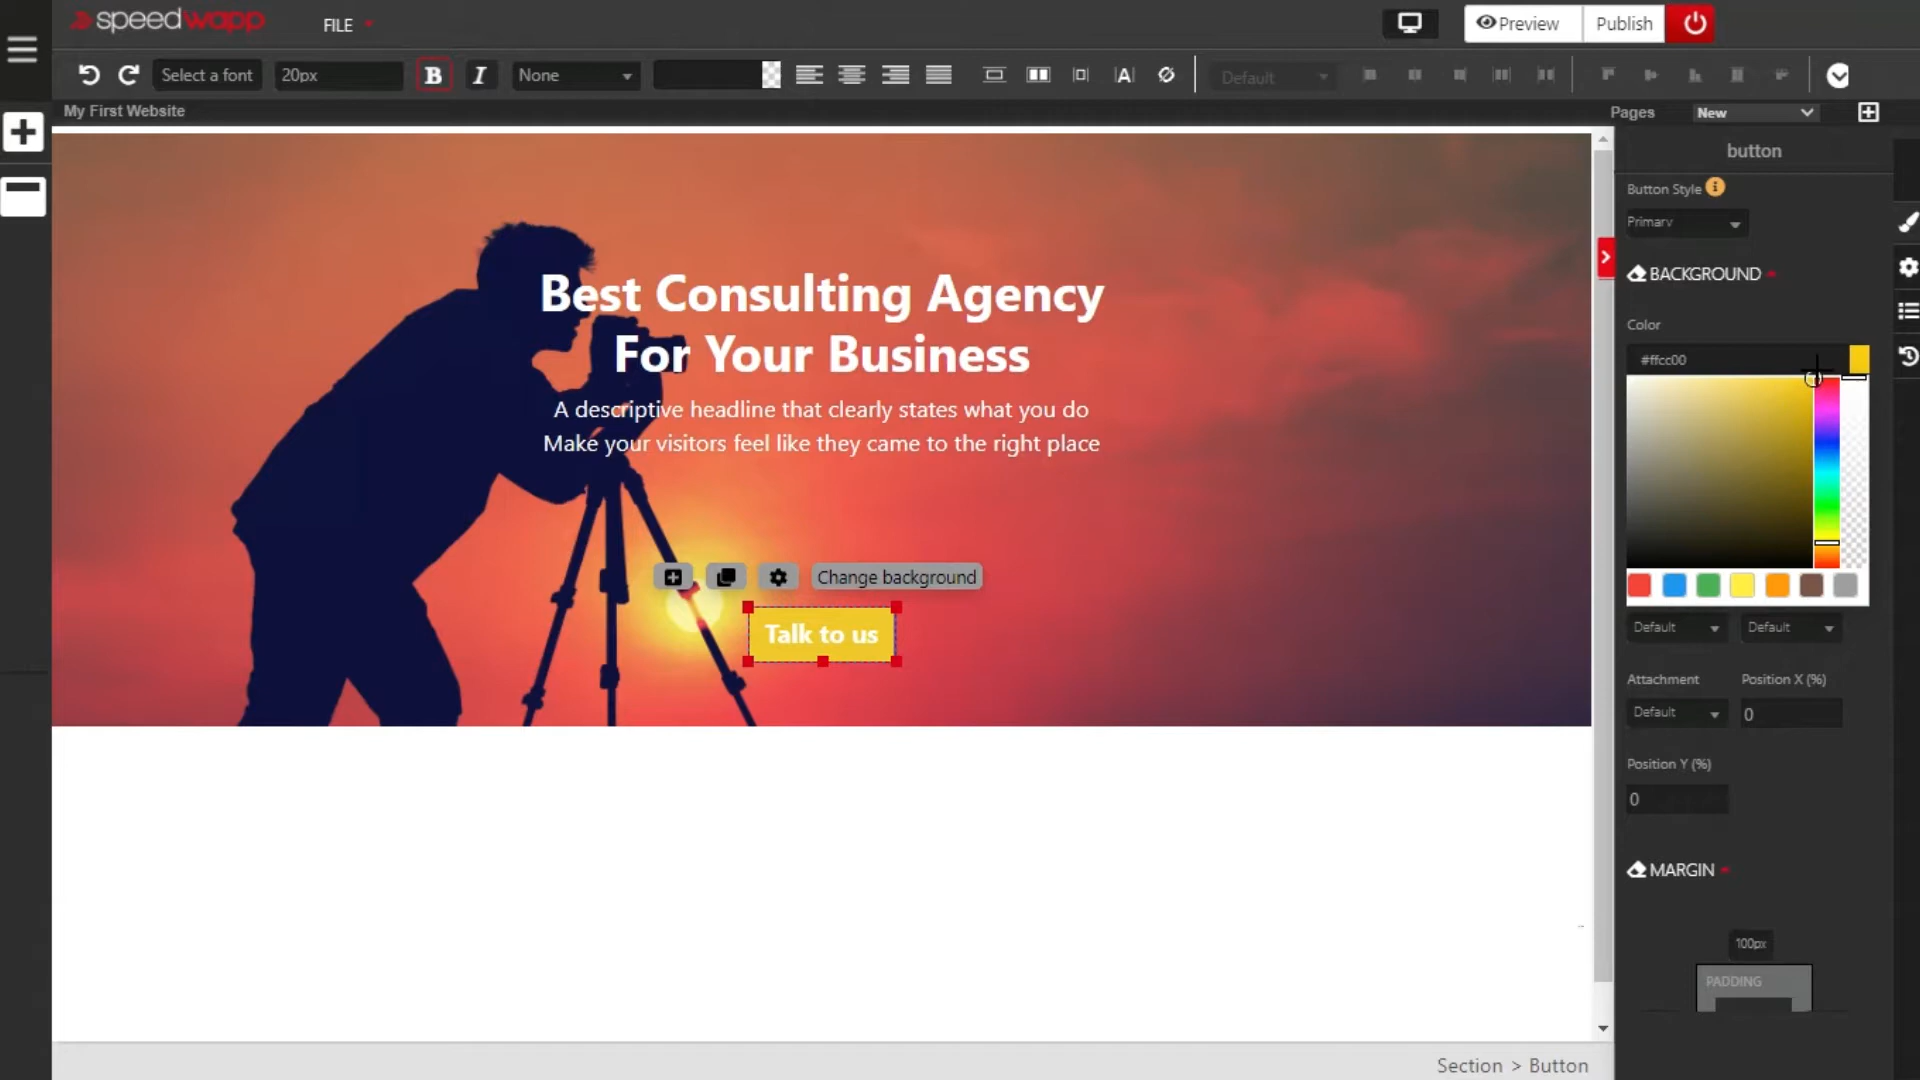 speedwapp
FILE
Preview
Publish
Select a font
20px
B
I
None
A
Default
My First Website
Pages
New
button
Button Style
Primary
BACKGROUND
Color
#ffcc00
Best Consulting Agency
For Your Business
A descriptive headline that clearly states what you do
Make your visitors feel like they came to the right place
Change background
Talk to us
Default
Default
Attachment
Position X (%)
Default
0
Position Y (%)
0
MARGIN
100px
PADDING
Section > Button